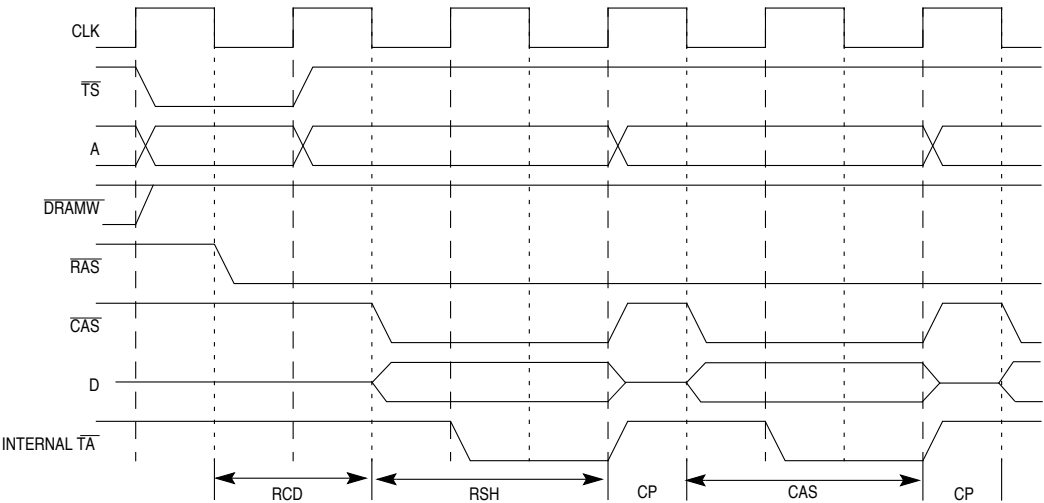 CLK
TS
A
DRAMW
RAS
CAS
D
INTERNAL TA
RCD RSH CP CAS CP